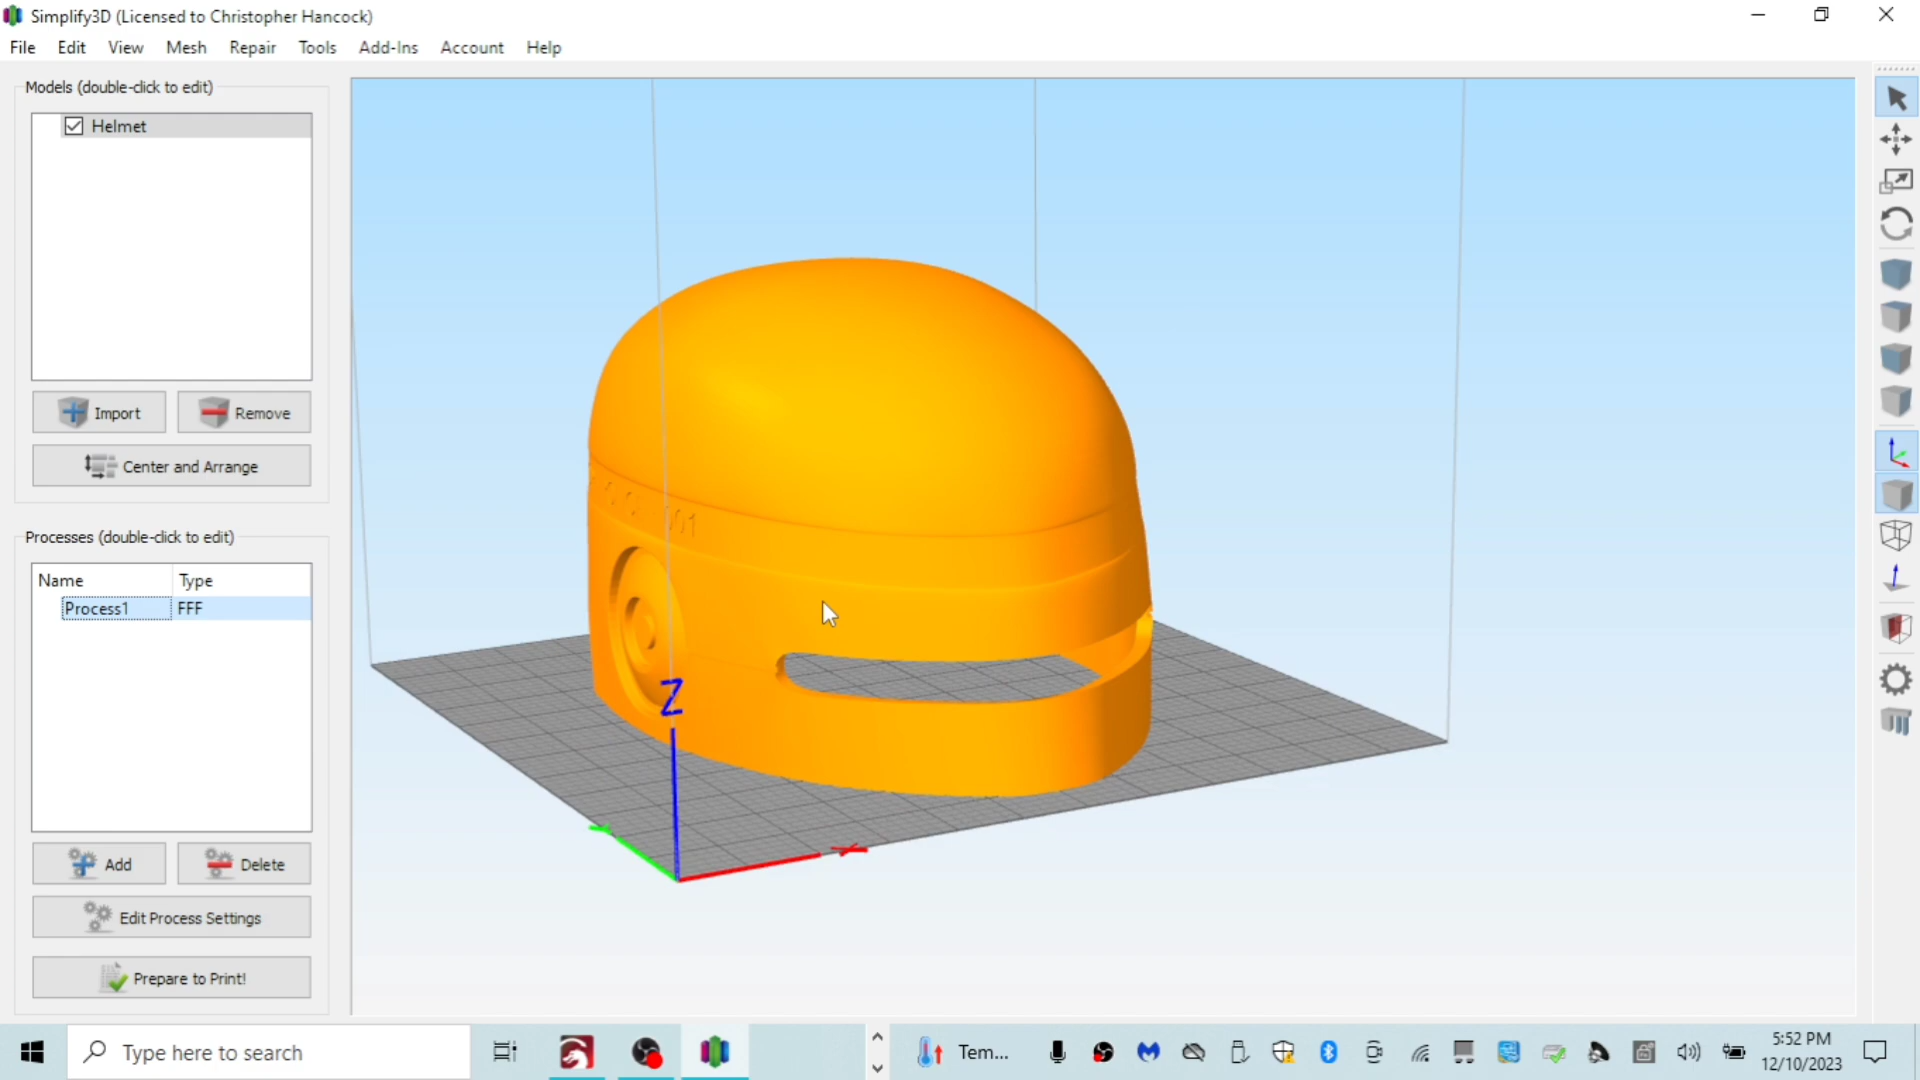 Simplify3D (Licensed to Christopher Hancock)
File Edit View Mesh Repair Tools Add-Ins Account Help
Models (double-click to edit)
Helmet
Import Remove
Center and Arrange
Processes (double-click to edit)
Name Type
Process1 FFF
Add Delete
Edit Process Settings
Prepare to Print!
001
Z
Type here to search
Tem...
5:52 PM
12/10/2023